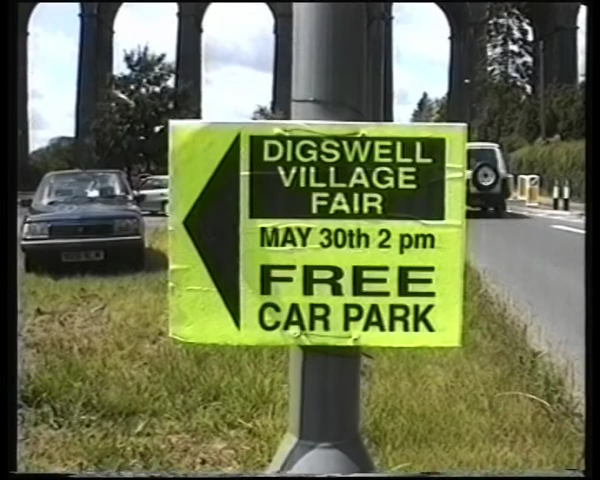 DIGSWELL
VILLAGE
FAIR
MAY 30th 2 pm
FREE
CAR PARK